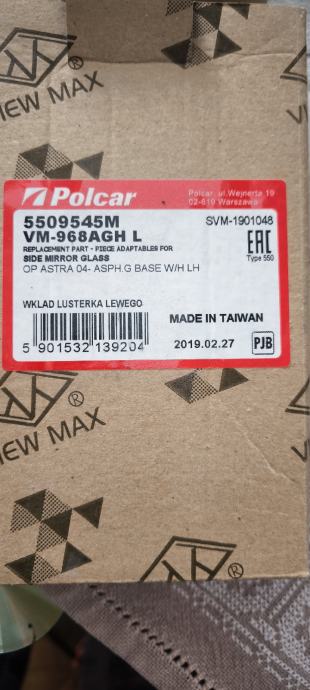 VIEW MAX
Polcar
Polcar ul.Wejnerta 19
02-619 Warszawa
5509545M
SVM-1901048
VM-968AGH L
REPLACEMENT PART - PIECE ADAPTABLES FOR
SIDE MIRROR GLASS
EAC
Type 550
OP ASTRA 04- ASPH.G BASE W/H LH
WKLAD LUSTERKA LEWEGO
MADE IN TAIWAN
5 901532 139204
2019.02.27
PJB
®
VIEW MAX
®
®